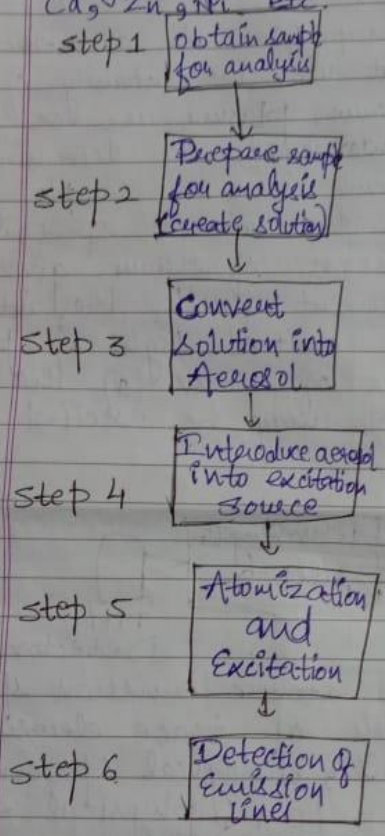 Step 1
obtain sample
for analysis
Step 2
Prepare sample
for analysis
(create solution)
Step 3
Convert
solution into
Aerosol
Step 4
Introduce aerosol
into excitation
source
Step 5
Atomization
and
Excitation
Step 6
Detection of
Emission
lines